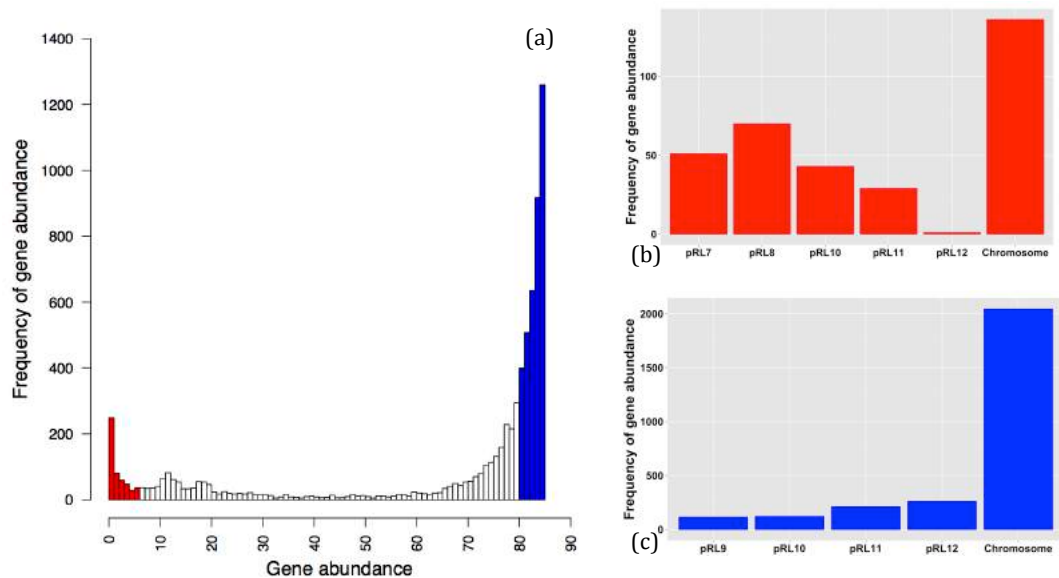 (a)
Frequency of gene abundance
1400
1200
1000
800
600
400
200
0
0 10 20 30 40 50 60 70 80 90
Gene abundance
(b)
Frequency of gene abundance
100
50
0
pRL7 pRL8 pRL10 pRL11 pRL12 Chromosome
(c)
Frequency of gene abundance
2000
1500
1000
500
0
pRL9 pRL10 pRL11 pRL12 Chromosome